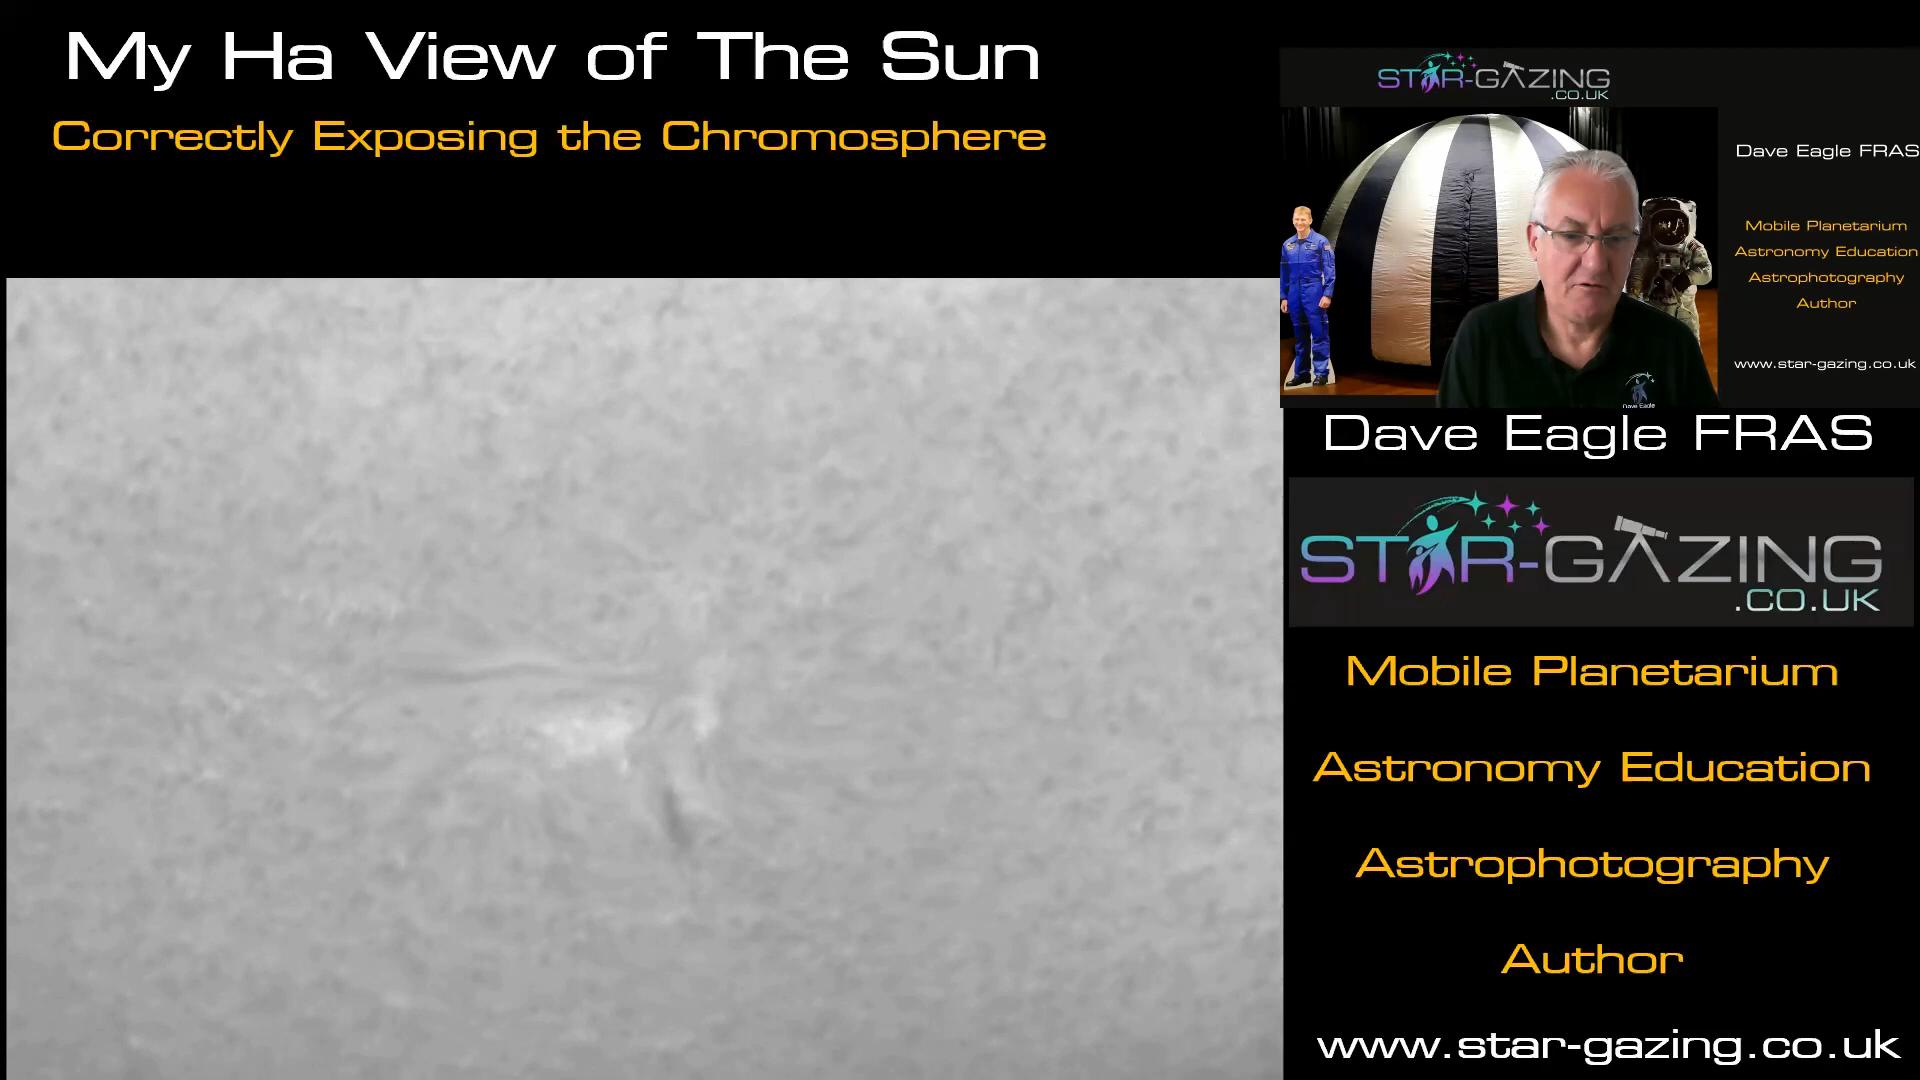 My Ha View of The Sun
Correctly Exposing the Chromosphere
STAR-GAZING
.CO.UK
Dave Eagle FRAS
Mobile Planetarium
Astronomy Education
Astrophotography
Author
www.star-gazing.co.uk
Dave Eagle
Dave Eagle FRAS
STAR-GAZING
.CO.UK
Mobile Planetarium
Astronomy Education
Astrophotography
Author
www.star-gazing.co.uk